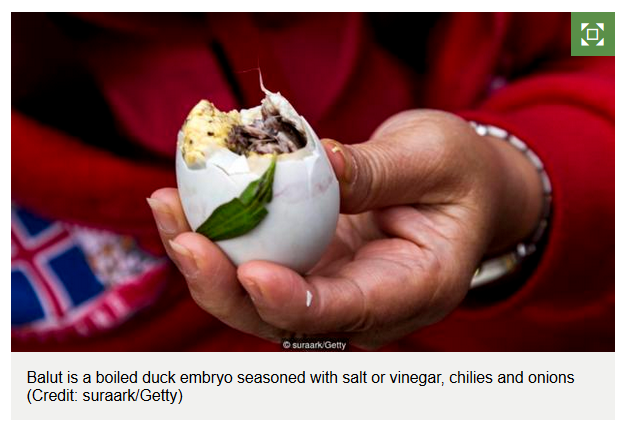 © suraark/Getty
Balut is a boiled duck embryo seasoned with salt or vinegar, chilies and onions
(Credit: suraark/Getty)